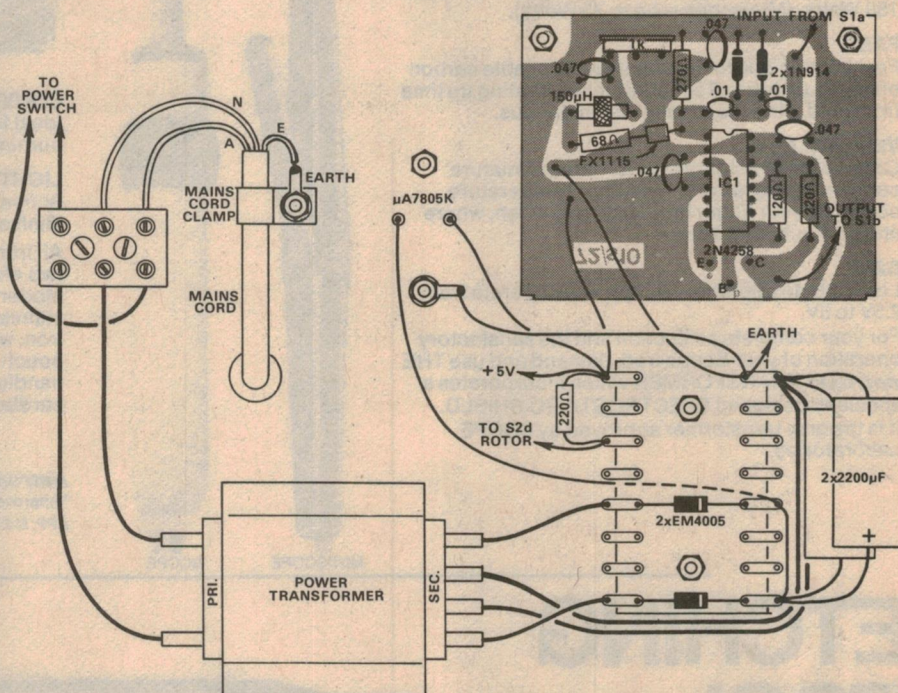 TO
POWER
SWITCH
N
A
E
EARTH
MAINS
CORD
CLAMP
MAINS
CORD
µA7805K
INPUT FROM S1a
.047
1K
270Ω
.047
2x1N914
.01
.01
150µH
68Ω
FX1115
.047
.047
IC1
120Ω
220Ω
OUTPUT
TO S1b
72/s10
2N4258
E
C
B
EARTH
+5V
220Ω
TO S2d
ROTOR
2x2200µF
+
2xEM4005
PRI.
POWER
TRANSFORMER
SEC.